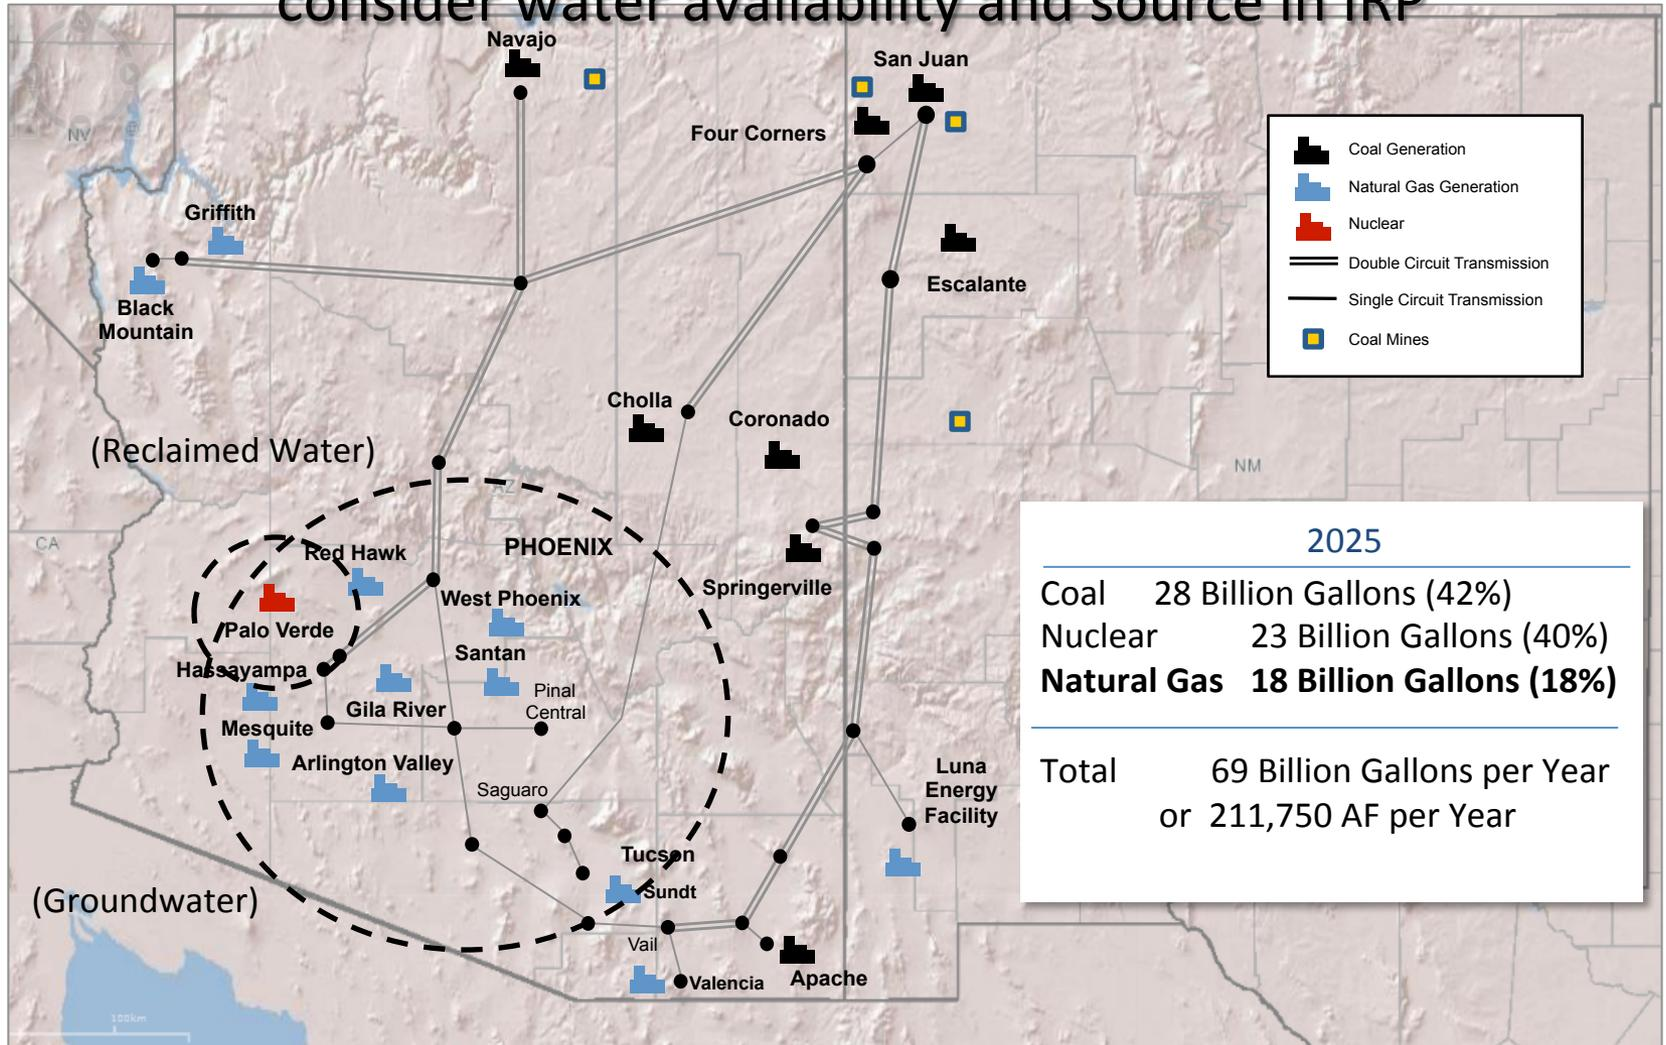 consider water availability and source in IRP
Navajo
San Juan
Four Corners
NV
Griffith
Black
Mountain
Escalante
Coal Generation
Natural Gas Generation
Nuclear
Double Circuit Transmission
Single Circuit Transmission
Coal Mines
Cholla
Coronado
(Reclaimed Water)
AZ
NM
CA
Red Hawk
PHOENIX
West Phoenix
Springerville
Palo Verde
Santan
Hassayampa
Pinal
Central
Gila River
Mesquite
Arlington Valley
Saguaro
Luna
Energy
Facility
Tucson
Sundt
(Groundwater)
Vail
Valencia
Apache
100km
2025
Coal 28 Billion Gallons (42%)
Nuclear 23 Billion Gallons (40%)
Natural Gas 18 Billion Gallons (18%)
Total 69 Billion Gallons per Year
or 211,750 AF per Year